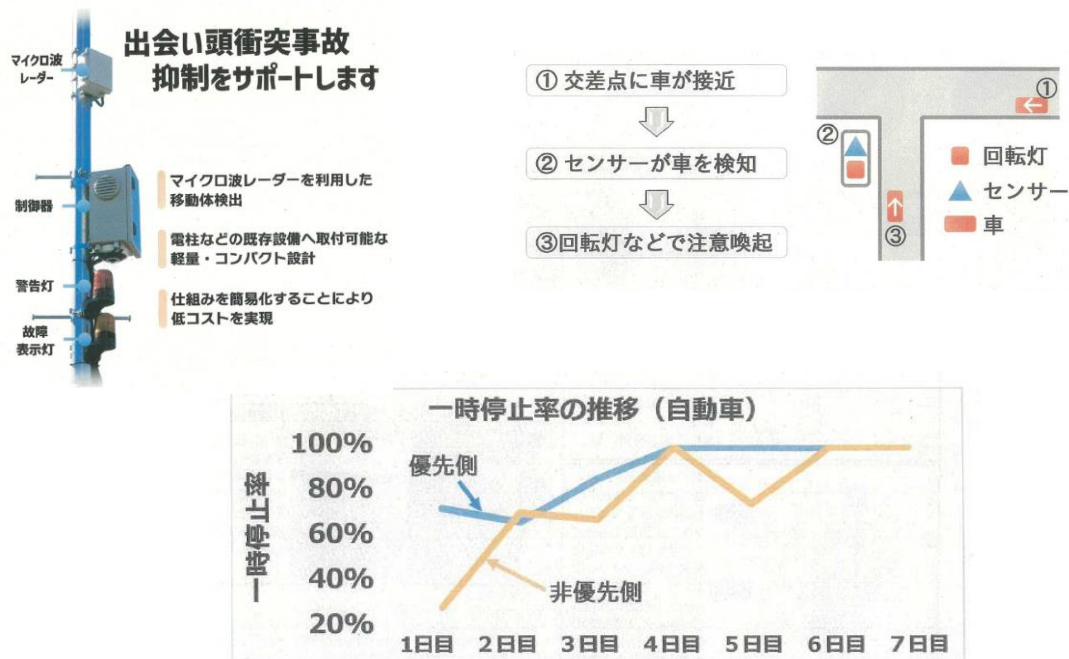 出会い頭衝突事故
抑制をサポートします
マイクロ波
レーダー
制御器
警告灯
故障
表示灯
マイクロ波レーダーを利用した
移動体検出
電柱などの既存設備へ取付可能な
軽量・コンパクト設計
仕組みを簡易化することにより
低コストを実現
① 交差点に車が接近
② センサーが車を検知
③回転灯などで注意喚起
①
②
③
回転灯
センサー
車
一時停止率の推移（自動車）
一時停止率
100%
80%
60%
40%
20%
優先側
非優先側
1日目 2日目 3日目 4日目 5日目 6日目 7日目